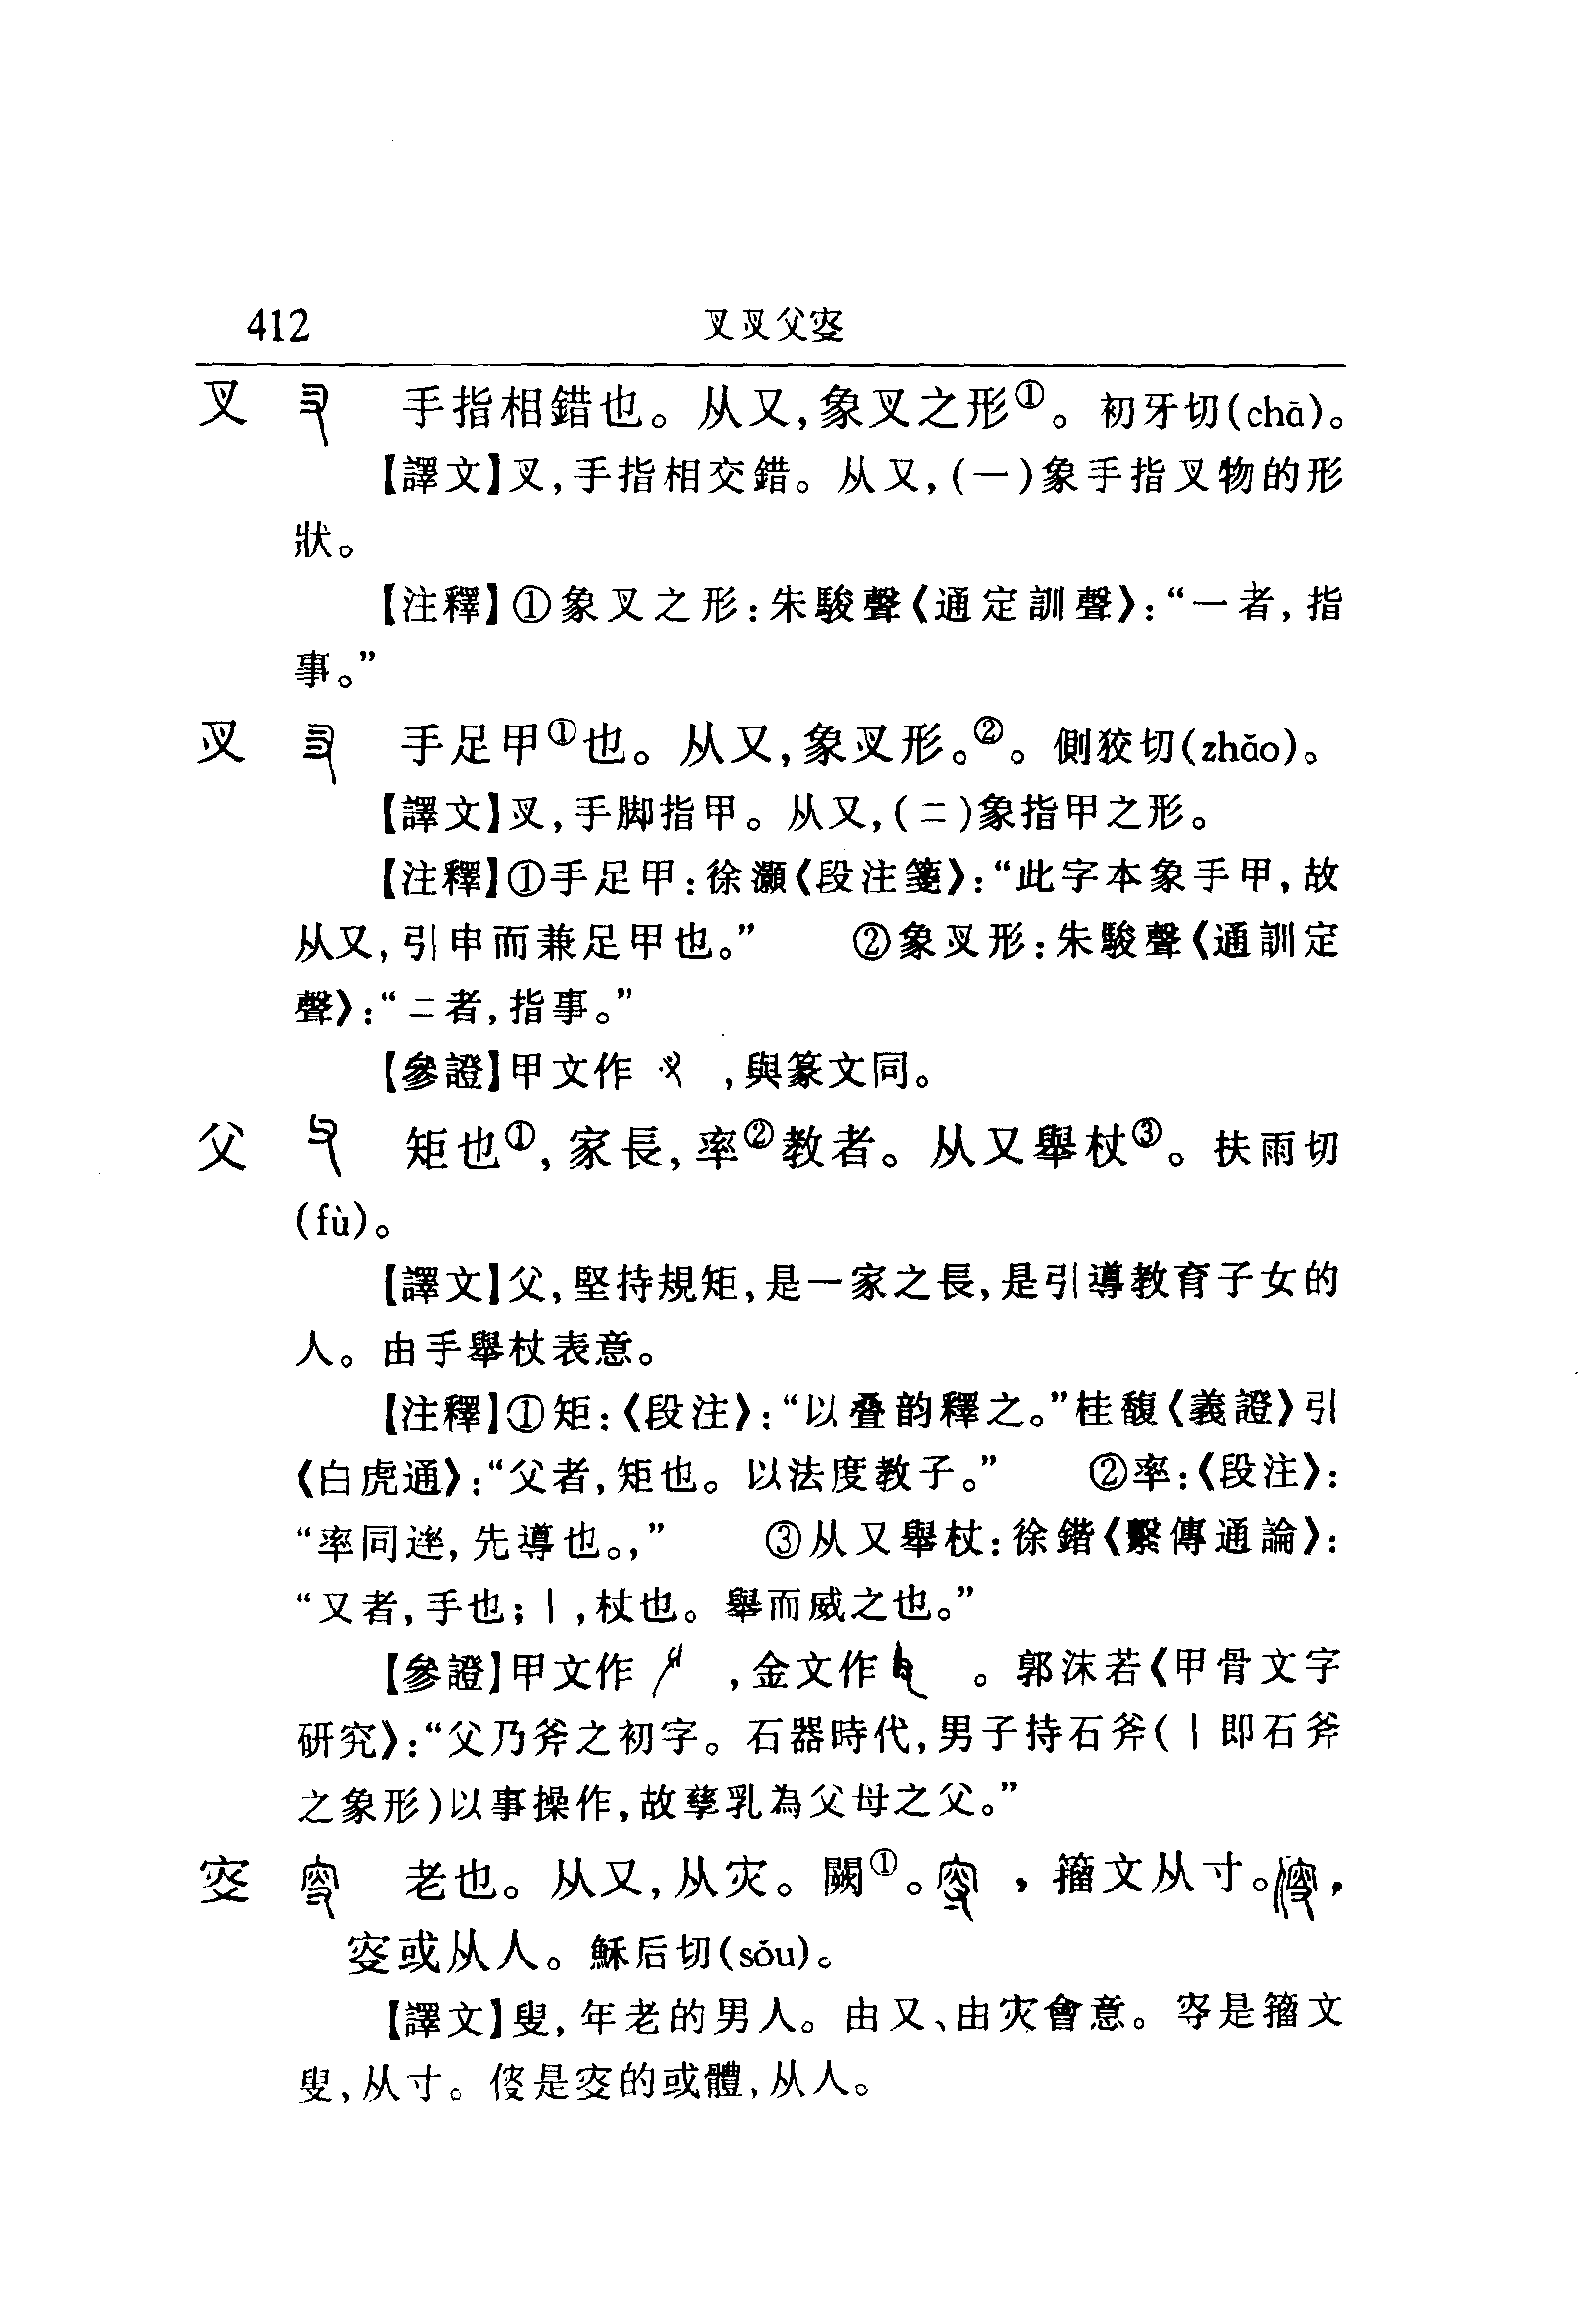 412 叉㕚父叜
叉 手指相錯也。从又,象叉之形①。初牙切(chā)。
【譯文】叉,手指相交錯。从又,(一)象手指叉物的形
狀。
【注釋】①象叉之形:朱駿聲《通定訓聲》:“一者,指
事。”
㕚 手足甲①也。从又,象㕚形。②。側狡切(zhǎo)。
【譯文】㕚,手脚指甲。从又,(二)象指甲之形。
【注釋】①手足甲:徐灝《段注箋》:“此字本象手甲,故
从又,引申而兼足甲也。” ②象㕚形:朱駿聲《通訓定
聲》:“二者,指事。”
【參證】甲文作 ,與篆文同。
父 矩也①,家長,率②教者。从又舉杖③。扶雨切
(fù)。
【譯文】父,堅持規矩,是一家之長,是引導教育子女的
人。由手舉杖表意。
【注釋】①矩:《段注》:“以叠韵釋之。”桂馥《義證》引
《白虎通》:“父者,矩也。以法度教子。” ②率:《段注》:
“率同達,先導也。,” ③从又舉杖:徐鍇《繫傳通論》:
“又者,手也;丨,杖也。舉而威之也。”
【參證】甲文作 ,金文作 。郭沫若《甲骨文字
研究》:“父乃斧之初字。石器時代,男子持石斧(丨即石斧
之象形)以事操作,故孳乳為父母之父。”
叜 老也。从又,从灾。闕①。 ,籀文从寸。 ,
叜或从人。穌后切(sǒu)。
【譯文】叟,年老的男人。由又、由灾會意。㝊是籀文
叟,从寸。傁是叜的或體,从人。